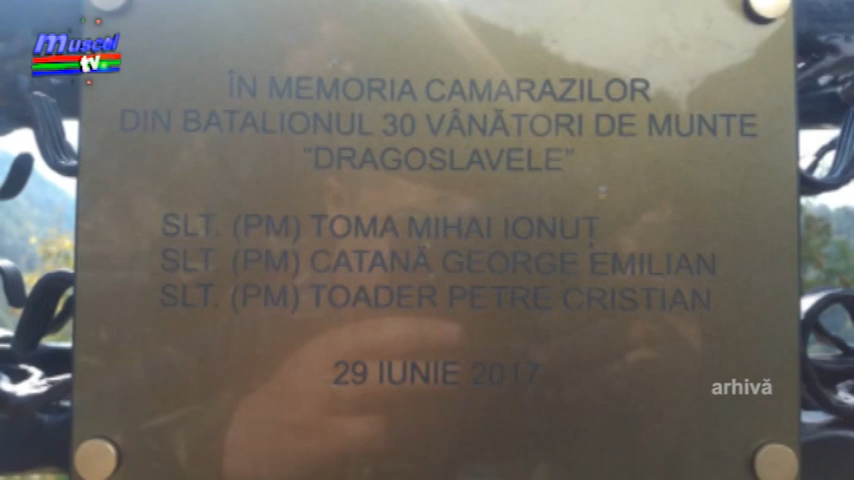 Muscel
tv.
ÎN MEMORIA CAMARAZILOR
DIN BATALIONUL 30 VÂNĂTORI DE MUNTE
"DRAGOSLAVELE"
SLT. (PM) TOMA MIHAI IONUȚ
SLT. (PM) CATANĂ GEORGE EMILIAN
SLT. (PM) TOADER PETRE CRISTIAN
29 IUNIE 2017
arhivă